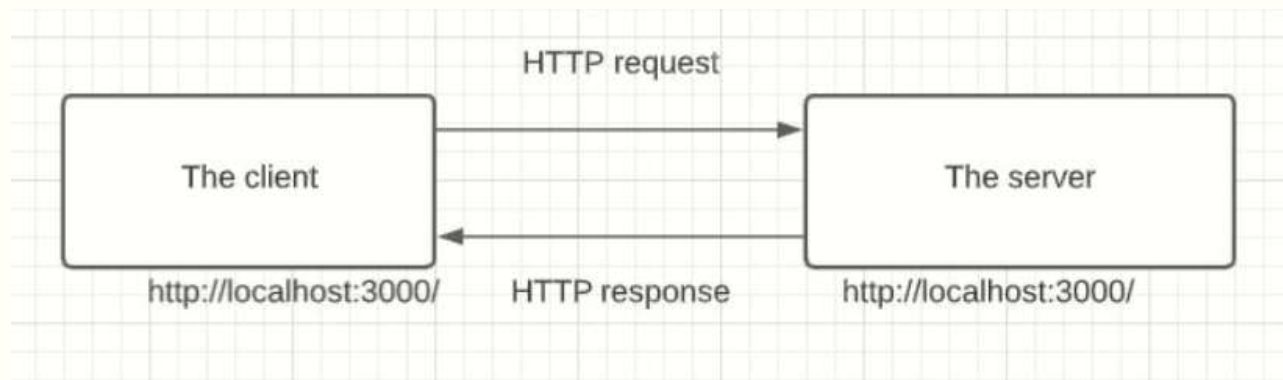 HTTP request
The client
The server
http://localhost:3000/
HTTP response
http://localhost:3000/